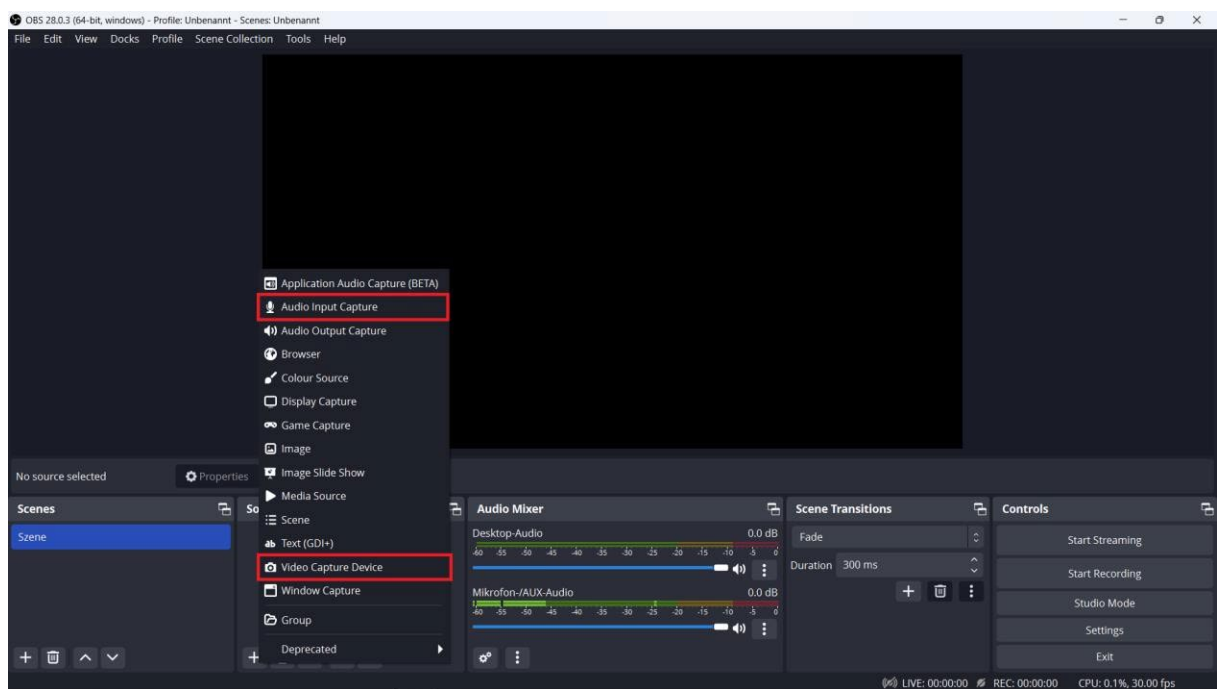 OBS 28.0.3 (64-bit, windows) - Profile: Unbenannt - Scenes: Unbenannt
File Edit View Docks Profile Scene Collection Tools Help
Application Audio Capture (BETA)
Audio Input Capture
Audio Output Capture
Browser
Colour Source
Display Capture
Game Capture
Image
Image Slide Show
Media Source
Scene
ab Text (GDI+)
Video Capture Device
Window Capture
Group
Deprecated
No source selected
Properties
Scenes
Szene
So
Audio Mixer
Desktop-Audio 0.0 dB
-60 -55 -50 -45 -40 -35 -30 -25 -20 -15 -10 -5 0
Mikrofon-/AUX-Audio 0.0 dB
-60 -55 -50 -45 -40 -35 -30 -25 -20 -15 -10 -5 0
Scene Transitions
Fade
Duration 300 ms
Controls
Start Streaming
Start Recording
Studio Mode
Settings
Exit
LIVE: 00:00:00 REC: 00:00:00 CPU: 0.1%, 30.00 fps